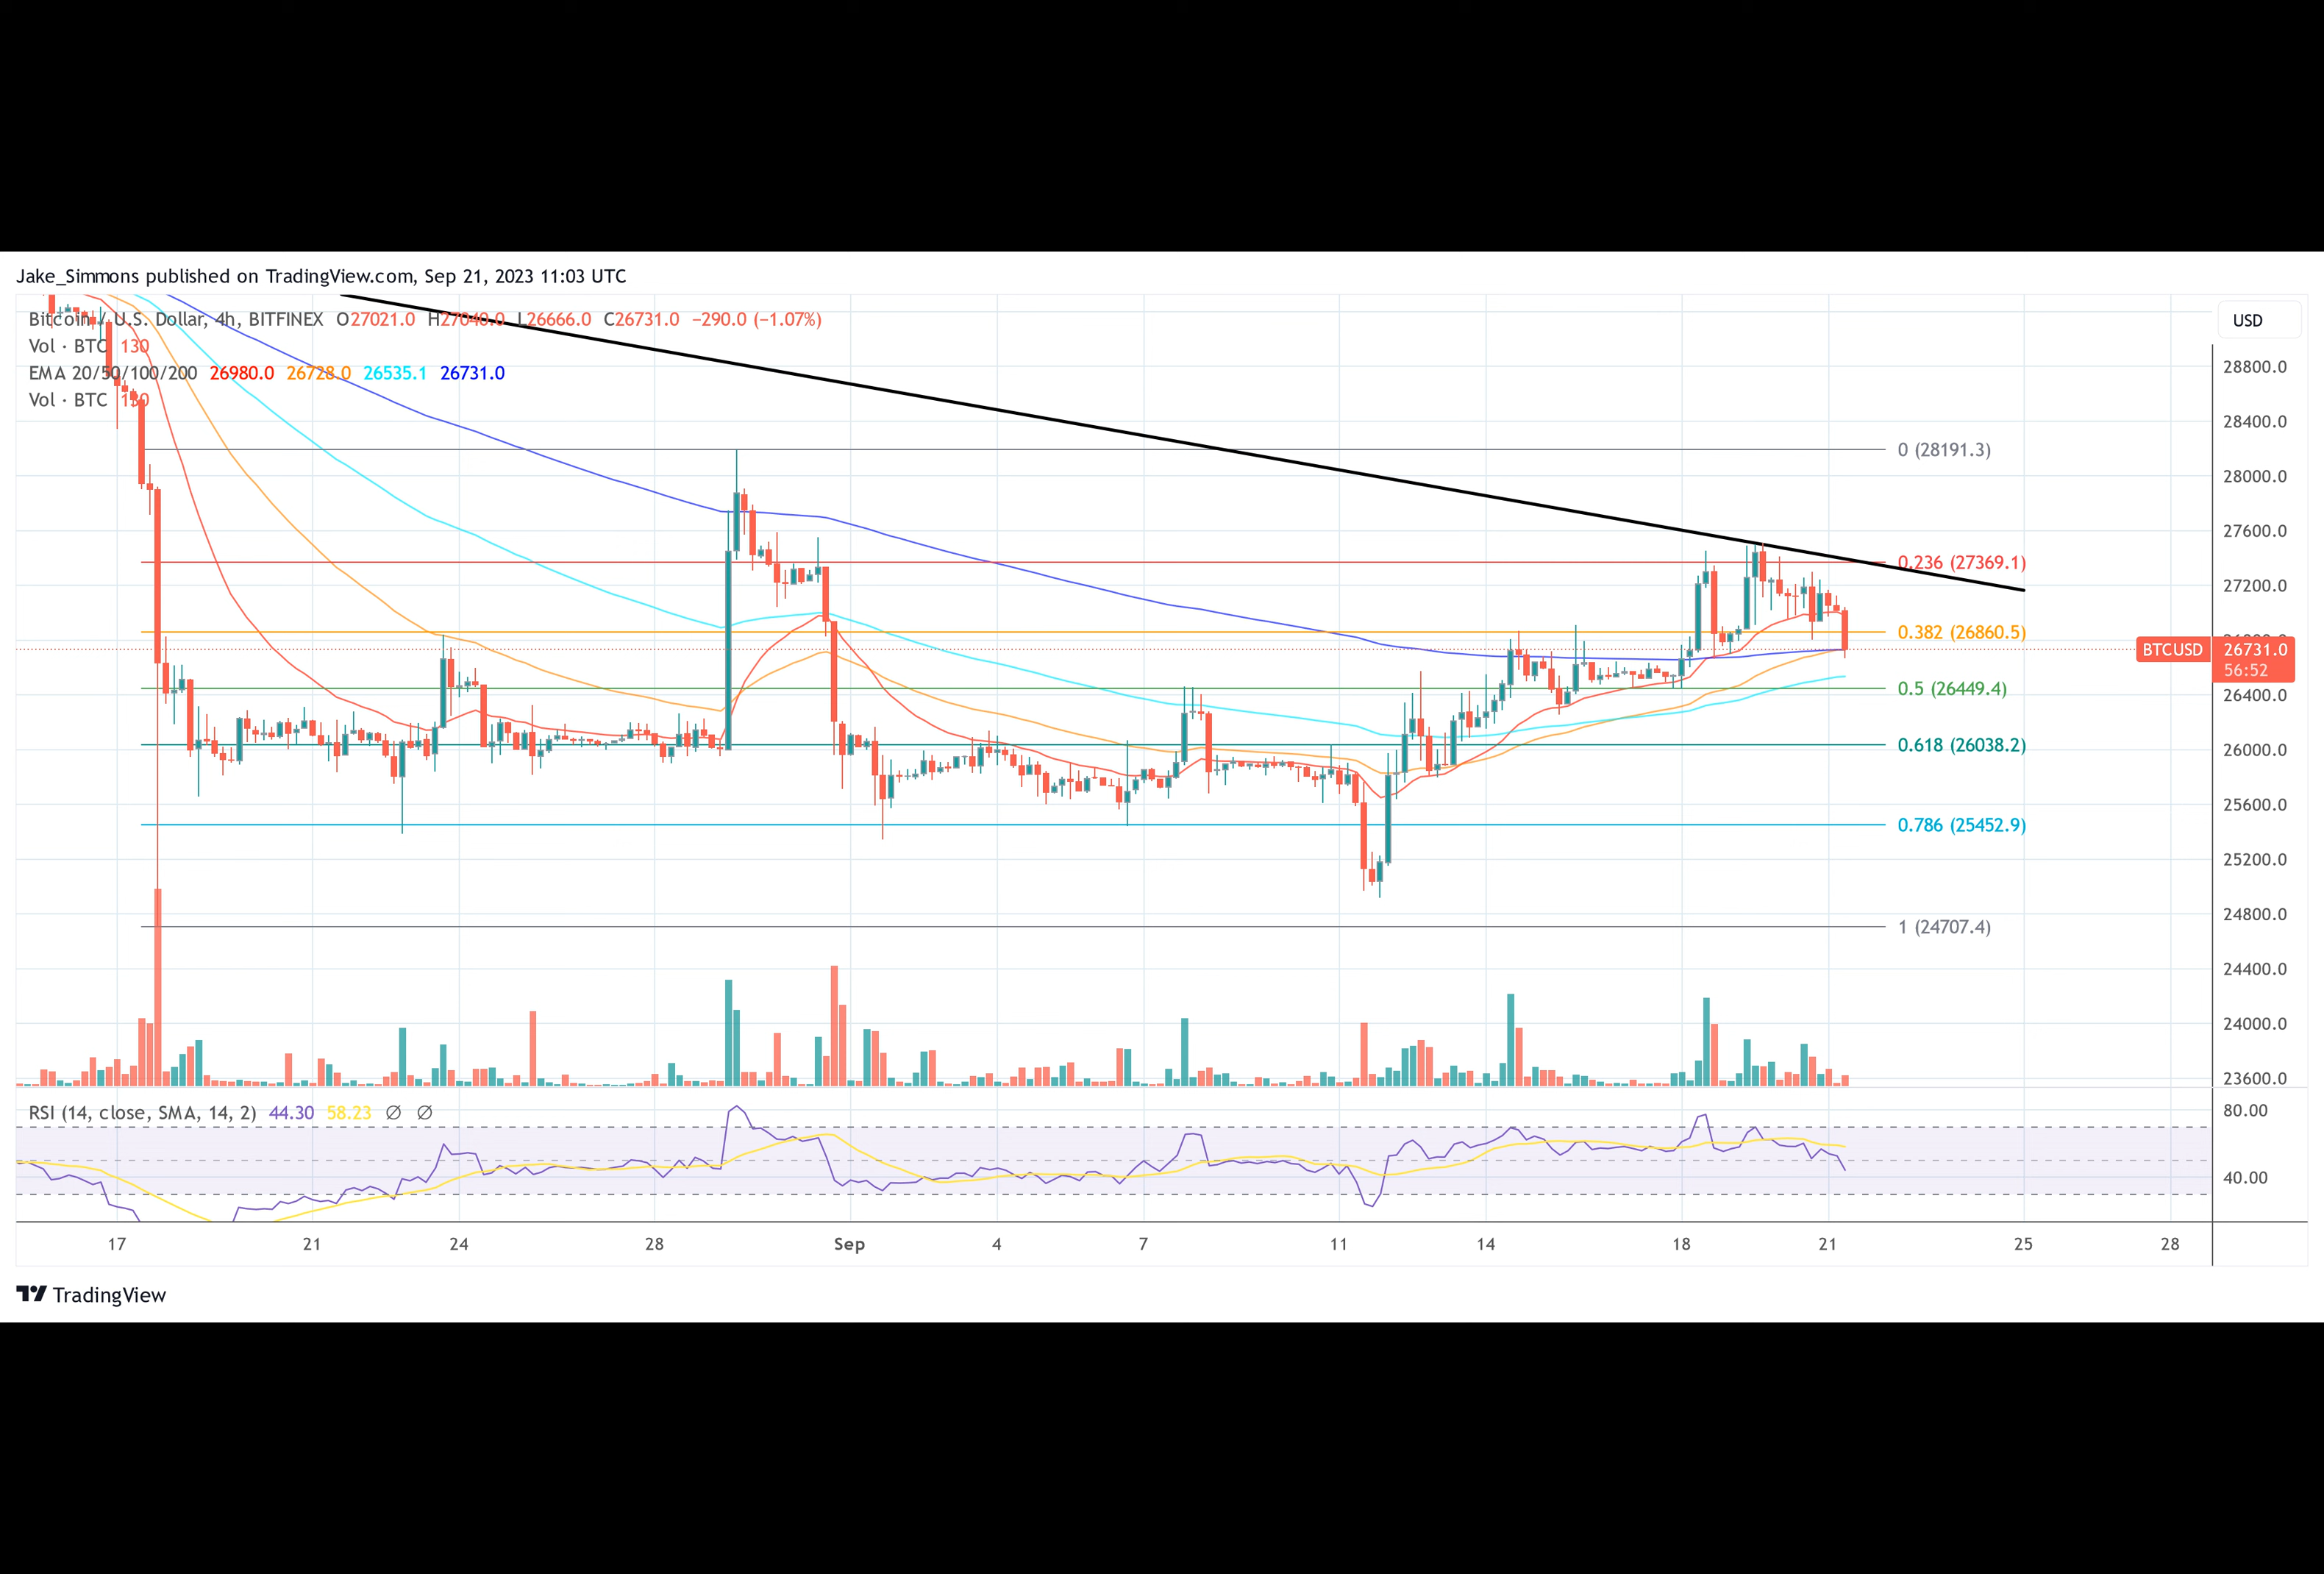 Jake_Simmons published on TradingView.com, Sep 21, 2023 11:03 UTC
Bitcoin / U.S. Dollar, 4h, BITFINEX O27021.0 H27040.0 L26666.0 C26731.0 −290.0 (−1.07%)
Vol · BTC 130
EMA 20/50/100/200 26980.0 26728.0 26535.1 26731.0
Vol · BTC 130
USD
28800.0
28400.0
0 (28191.3)
28000.0
27600.0
0.236 (27369.1)
27200.0
0.382 (26860.5)
26800.0
BTCUSD 26731.0
56:52
0.5 (26449.4)
26400.0
0.618 (26038.2)
26000.0
25600.0
0.786 (25452.9)
25200.0
24800.0
1 (24707.4)
24400.0
24000.0
23600.0
RSI (14, close, SMA, 14, 2) 44.30 58.23 ∅ ∅
80.00
40.00
17 21 24 28 Sep 4 7 11 14 18 21 25 28
TradingView